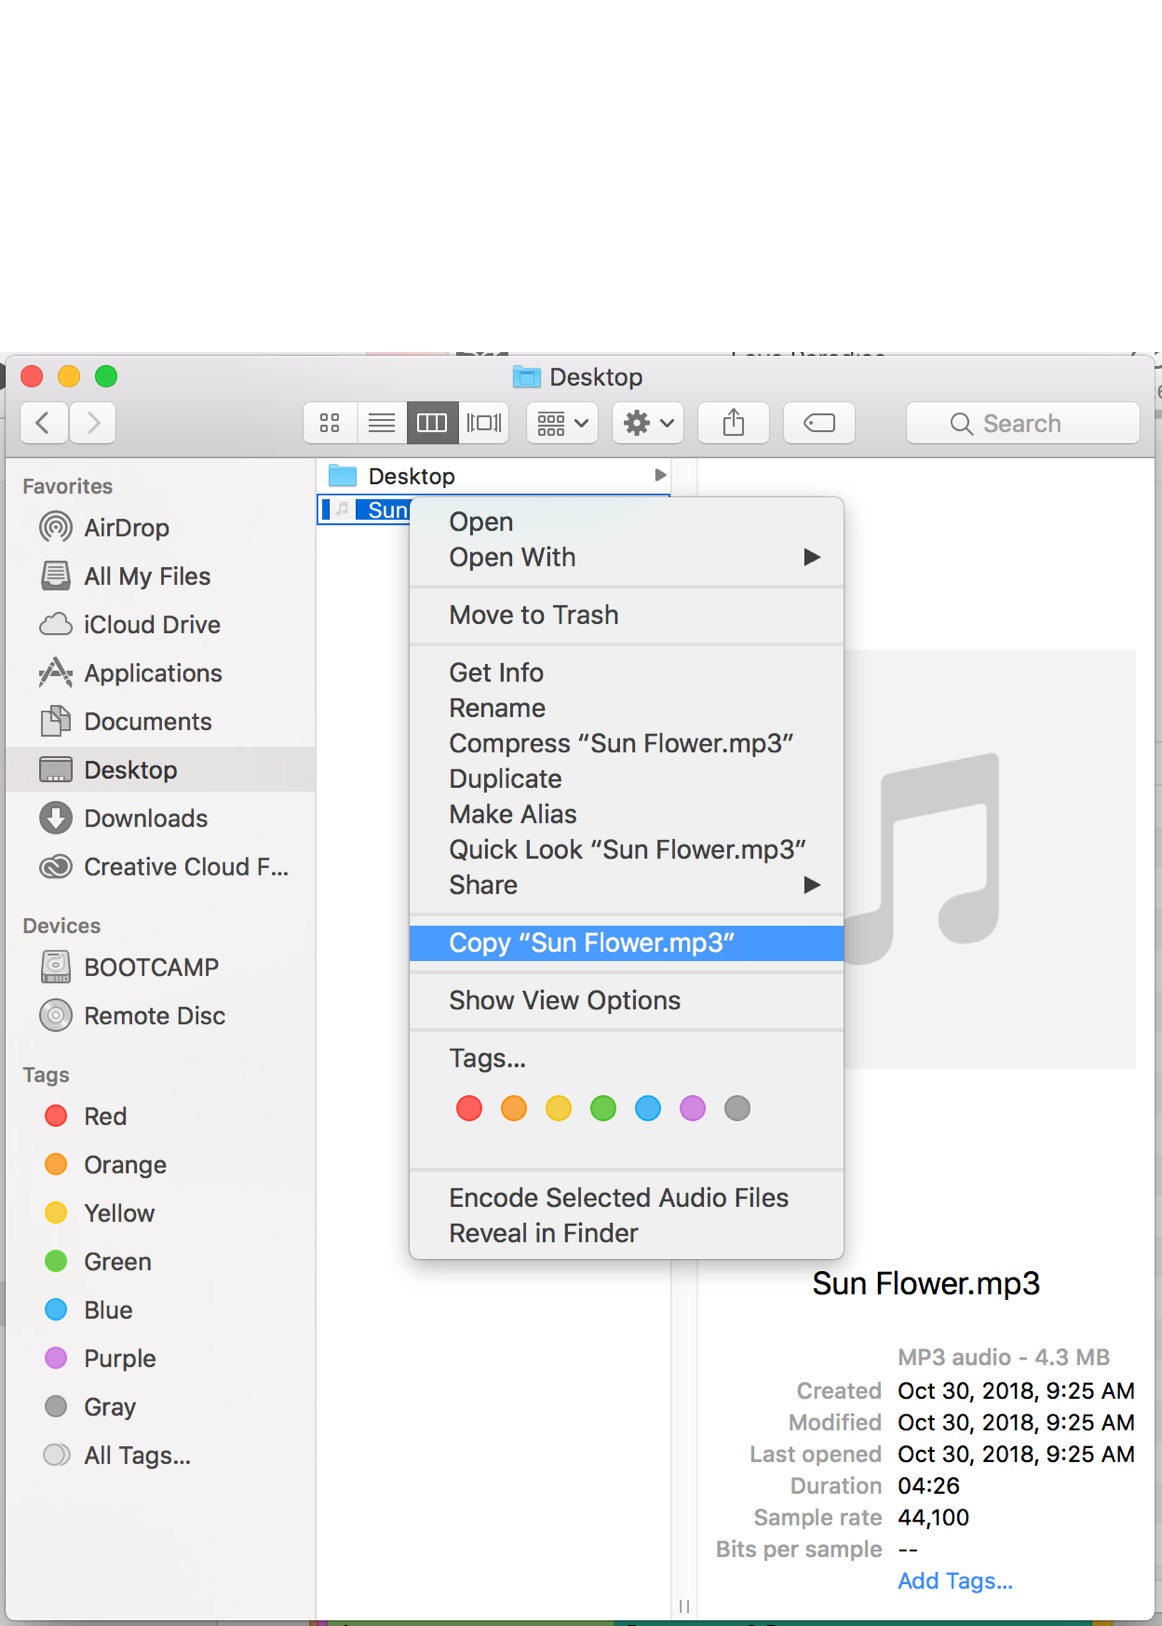 Desktop
Search
Favorites
AirDrop
All My Files
iCloud Drive
Applications
Documents
Desktop
Downloads
Creative Cloud F...
Devices
BOOTCAMP
Remote Disc
Tags
Red
Orange
Yellow
Green
Blue
Purple
Gray
All Tags...
Desktop
Sun
Open
Open With
Move to Trash
Get Info
Rename
Compress “Sun Flower.mp3”
Duplicate
Make Alias
Quick Look “Sun Flower.mp3”
Share
Copy “Sun Flower.mp3”
Show View Options
Tags...
Encode Selected Audio Files
Reveal in Finder
Sun Flower.mp3
MP3 audio - 4.3 MB
Created Oct 30, 2018, 9:25 AM
Modified Oct 30, 2018, 9:25 AM
Last opened Oct 30, 2018, 9:25 AM
Duration 04:26
Sample rate 44,100
Bits per sample --
Add Tags...